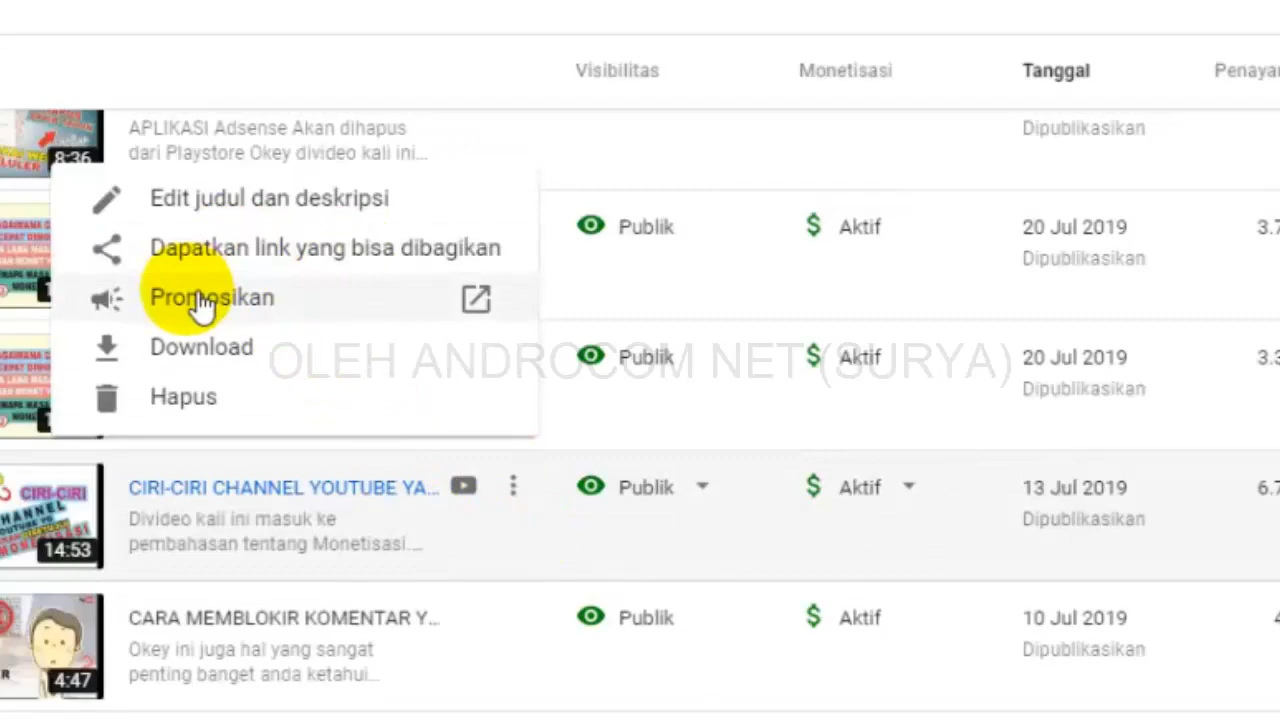 Visibilitas Monetisasi Tanggal
APLIKASI Adsense Akan dihapus Dipublikasikan
dari Playstore Okey divideo kali ini...
8:36
Edit judul dan deskripsi
Publik Aktif 20 Jul 2019
Dapatkan link yang bisa dibagikan Dipublikasikan
Promosikan
Download
Publik Aktif 20 Jul 2019
OLEH ANDROCOM NET (SURYA)
Hapus Dipublikasikan
CIRI-CIRI CHANNEL YOUTUBE YA... Publik Aktif 13 Jul 2019
Divideo kali ini masuk ke Dipublikasikan
pembahasan tentang Monetisasi...
CIRI-CIRI
14:53
CARA MEMBLOKIR KOMENTAR Y... Publik Aktif 10 Jul 2019
Okey ini juga hal yang sangat Dipublikasikan
penting banget anda ketahui...
4:47